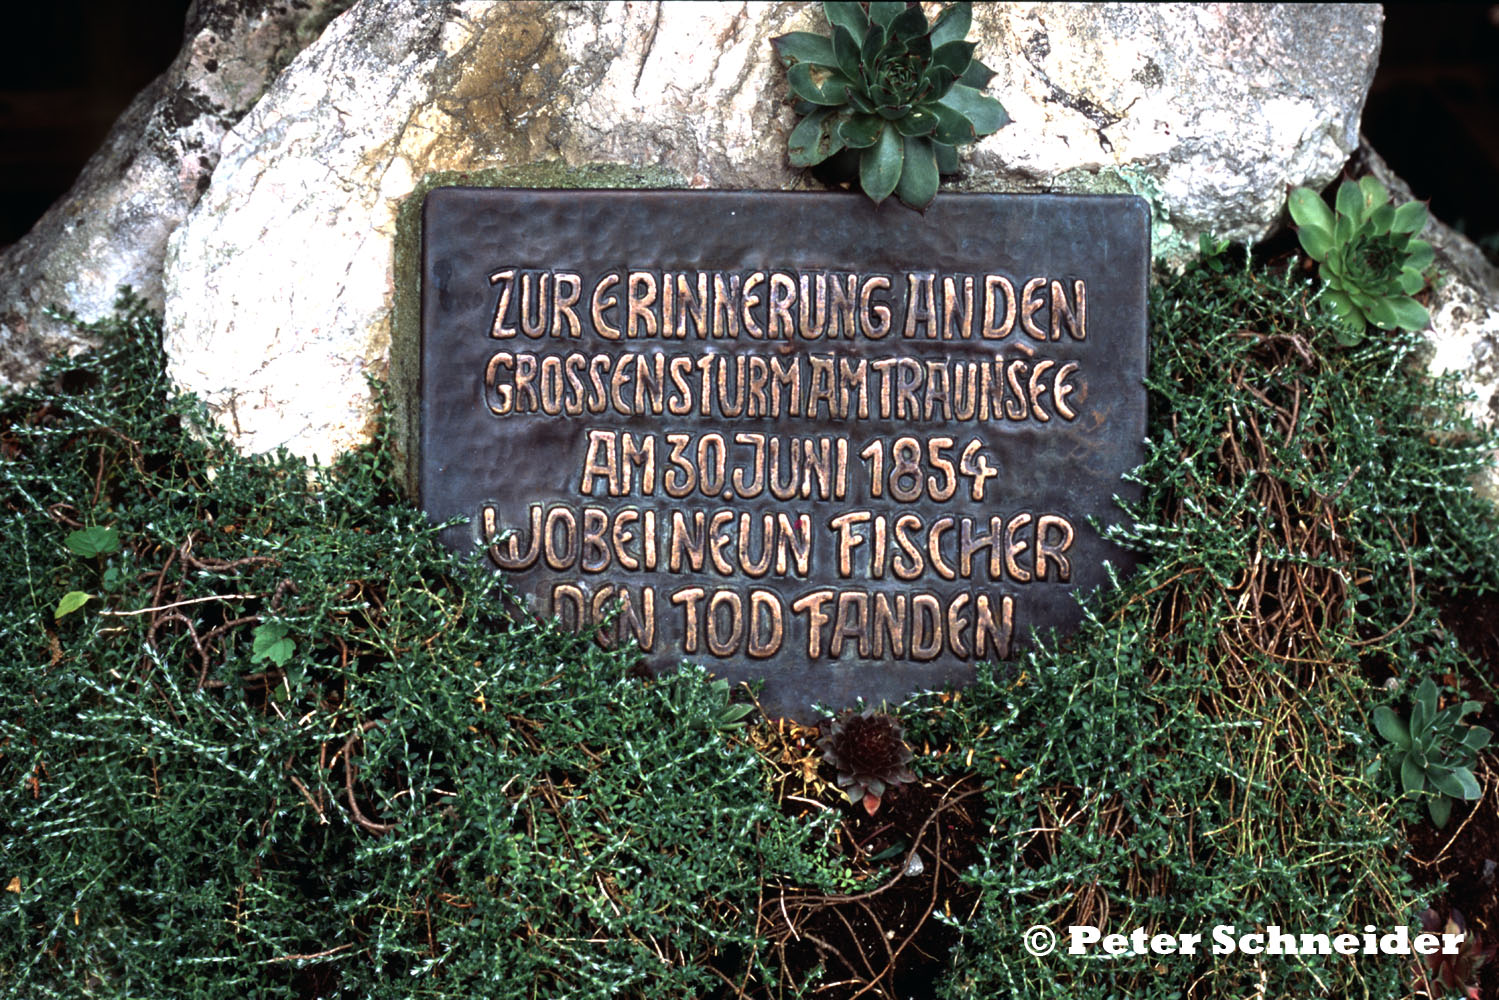 ZUR ERINNERUNG AN DEN
GROSSEN STURM AM TRAUNSEE
AM 30. JUNI 1854
WOBEI NEUN FISCHER
DEN TOD FANDEN
© Peter Schneider